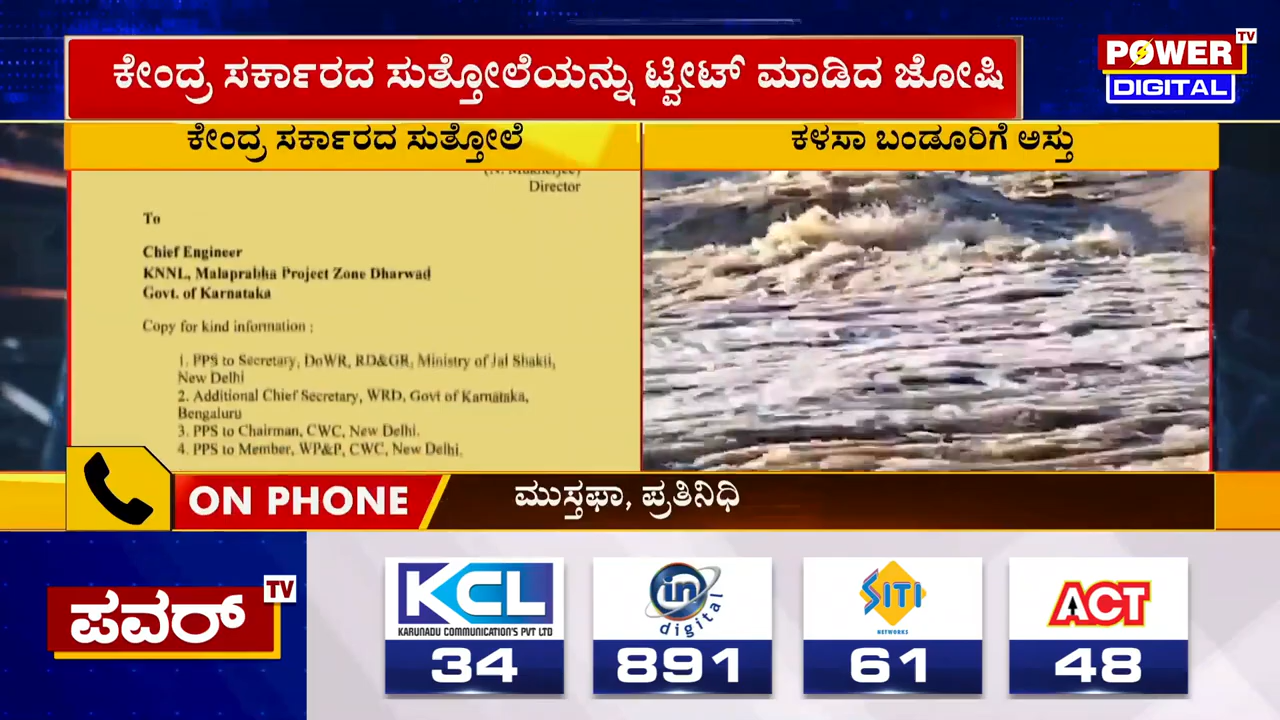 ಕೇಂದ್ರ ಸರ್ಕಾರದ ಸುತ್ತೋಲೆಯನ್ನು ಟ್ವೀಟ್ ಮಾಡಿದ ಜೋಷಿ
POWER TV
DIGITAL
ಕೇಂದ್ರ ಸರ್ಕಾರದ ಸುತ್ತೋಲೆ
ಕಳಸಾ ಬಂಡೂರಿಗೆ ಅಸ್ತು
(N. Mukherjee)
Director
To
Chief Engineer
KNNL, Malaprabha Project Zone Dharwad
Govt. of Karnataka
Copy for kind information :
1. PPS to Secretary, DoWR, RD&GR, Ministry of Jal Shakti,
New Delhi
2. Additional Chief Secretary, WRD, Govt of Karnataka,
Bengaluru
3. PPS to Chairman, CWC, New Delhi.
4. PPS to Member, WP&P, CWC, New Delhi.
ON PHONE
ಮುಸ್ತಫಾ, ಪ್ರತಿನಿಧಿ
ಪವರ್ TV
KCL
KARUNADU COMMUNICATION'S PVT LTD
34
in
digital
891
SITI
NETWORKS
61
ACT
48